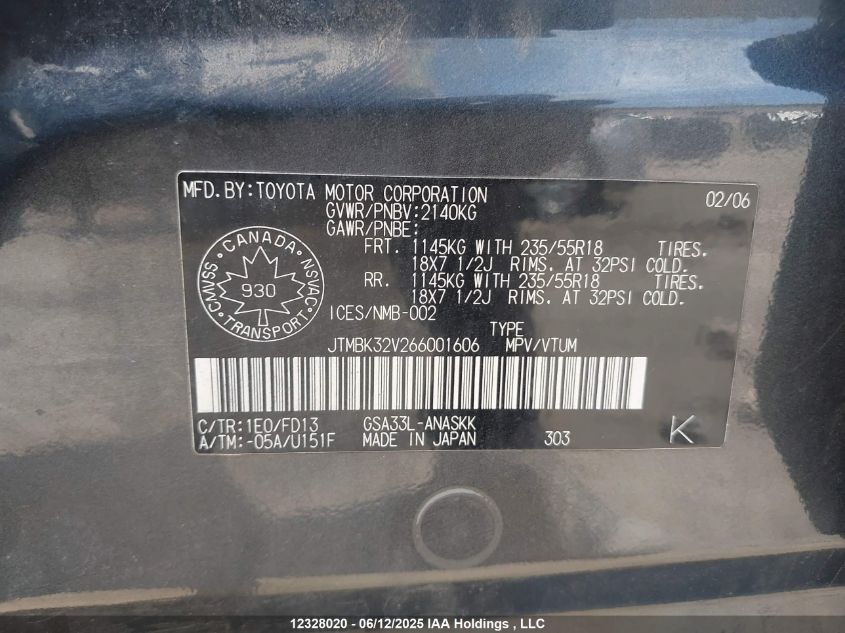 MFD. BY: TOYOTA MOTOR CORPORATION 02/06
GVWR/PNBV: 2140KG
GAWR/PNBE:
FRT. 1145KG WITH 235/55R18 TIRES.
18X7 1/2J RIMS. AT 32PSI COLD.
RR. 1145KG WITH 235/55R18 TIRES.
18X7 1/2J RIMS. AT 32PSI COLD.
CANADA
CMVSS 930 NSVAC
TRANSPORT
ICES/NMB-002
TYPE
JTMBK32V266001606 MPV/VTUM
C/TR: 1E0/FD13 GSA33L-ANASKK
A/TM: -05A/U151F MADE IN JAPAN 303 K
12328020 - 06/12/2025 IAA Holdings , LLC